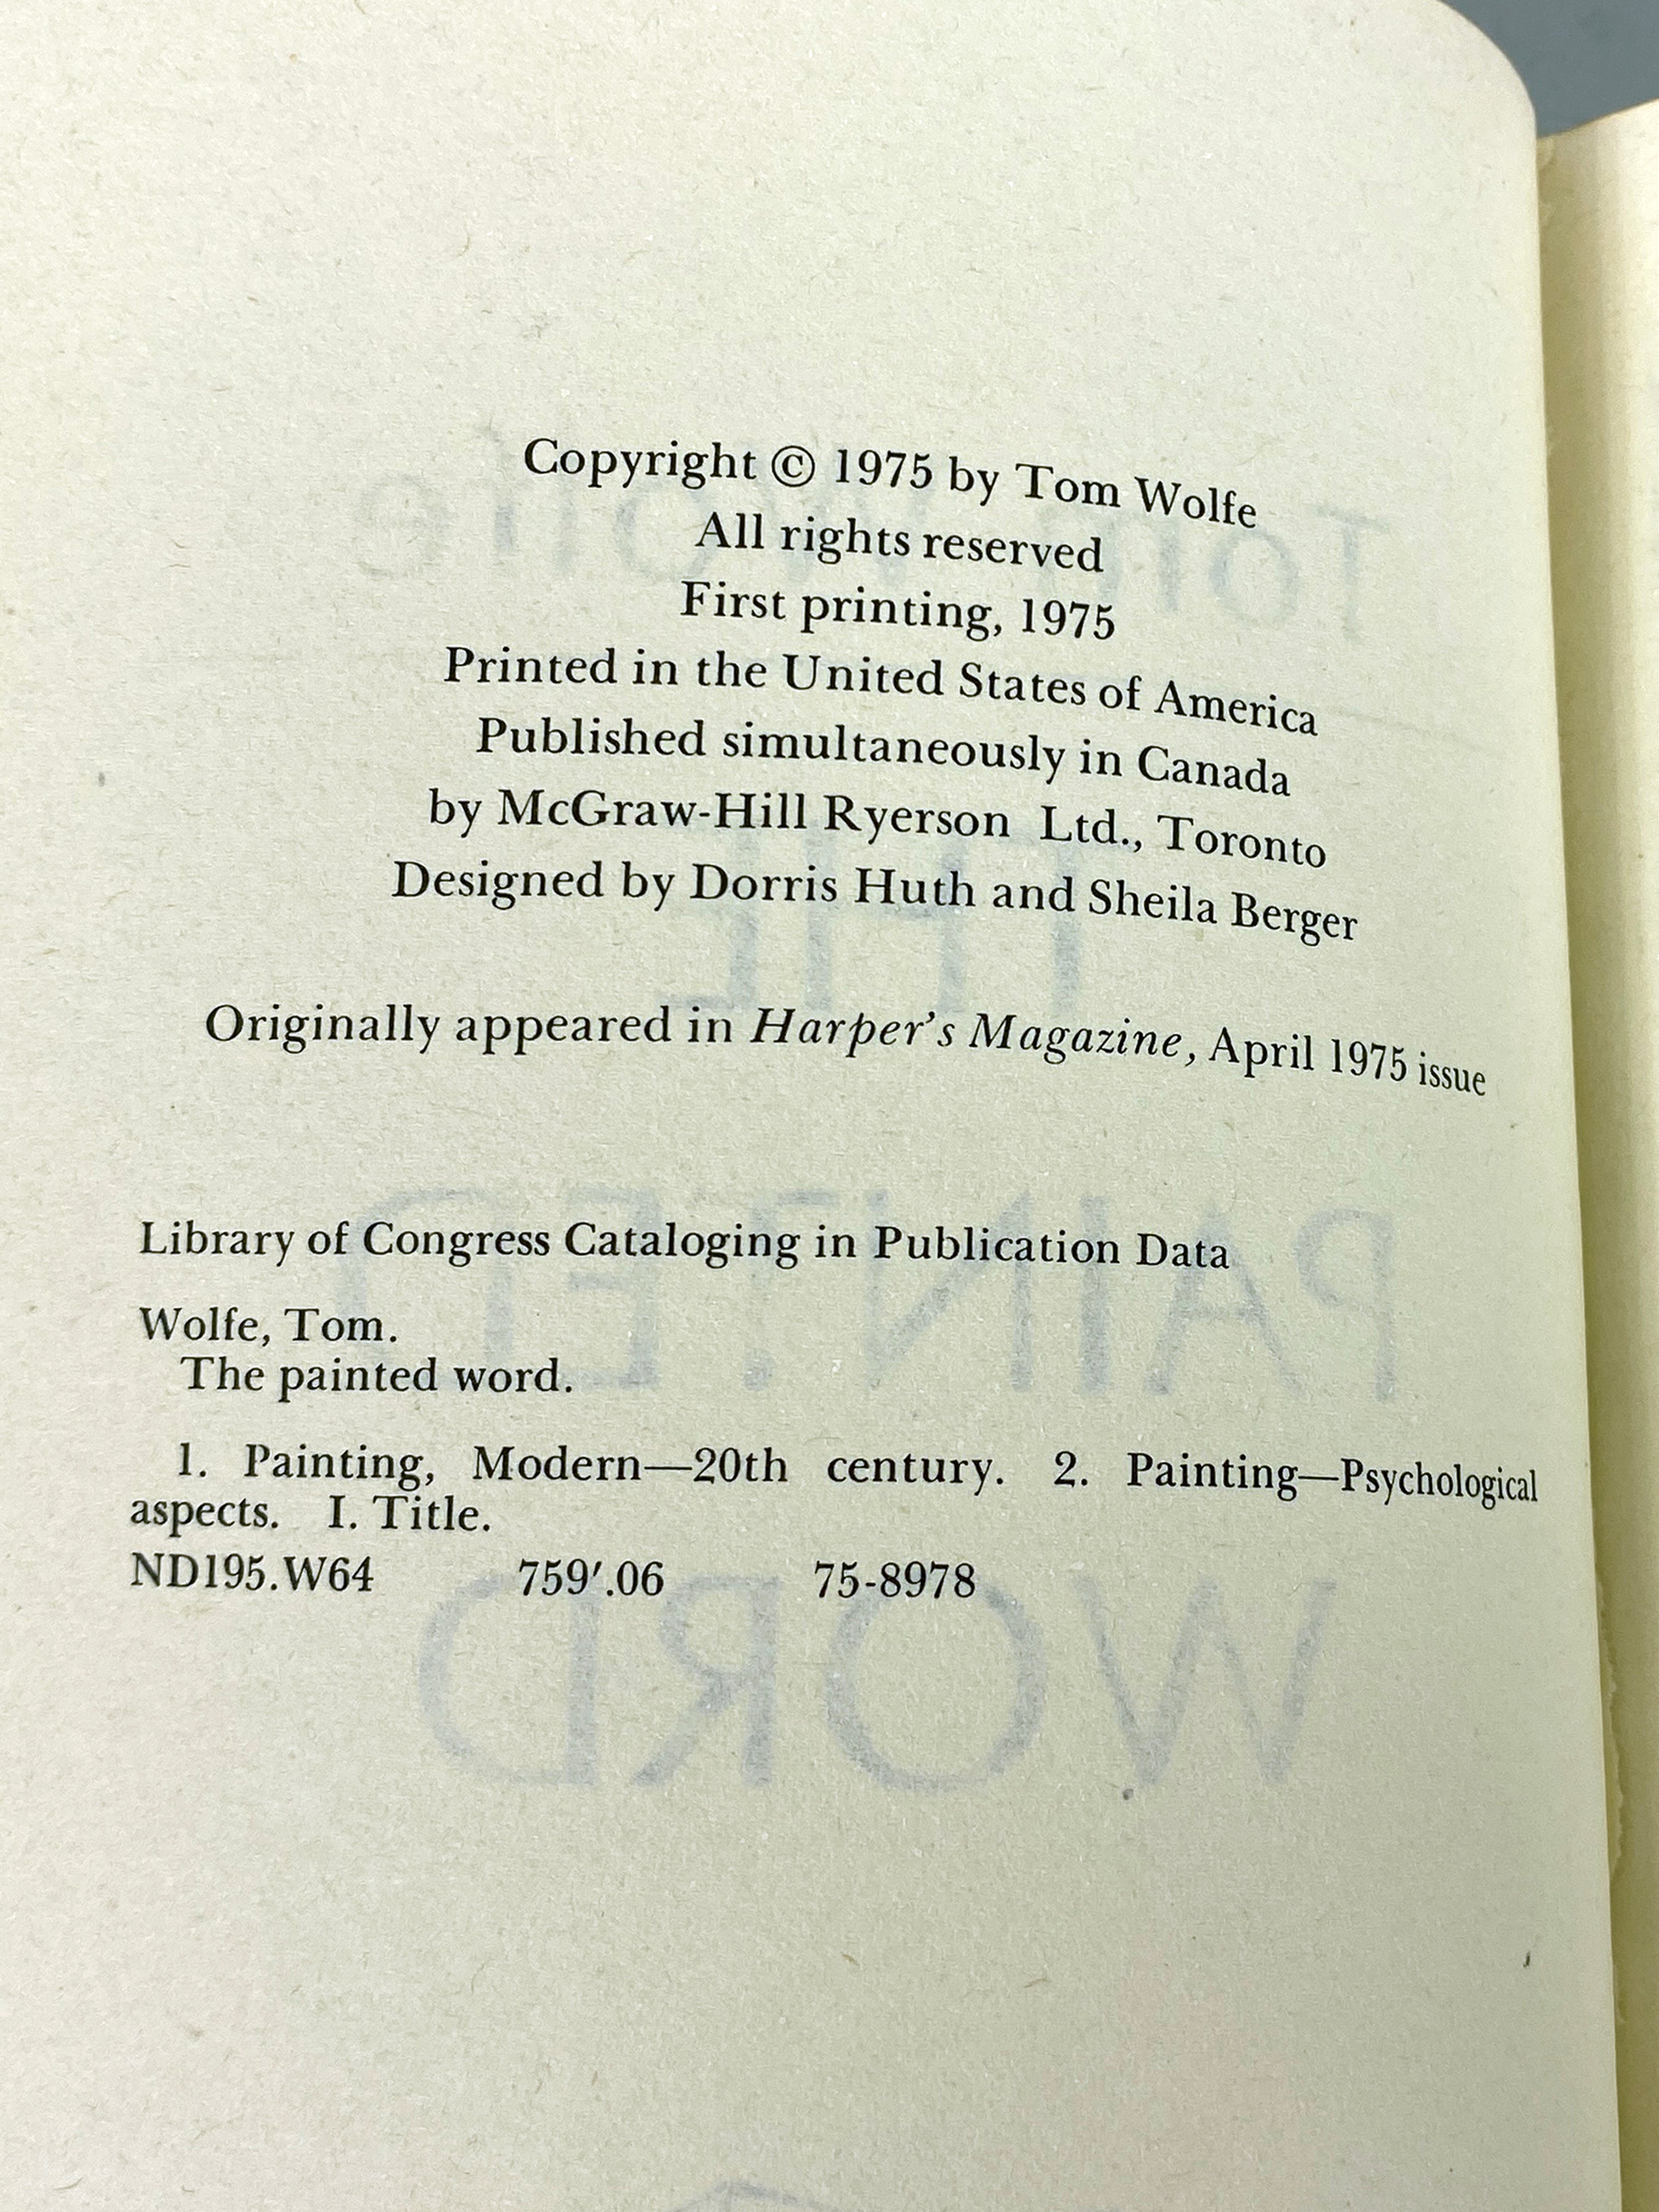 Copyright © 1975 by Tom Wolfe
All rights reserved
First printing, 1975
Printed in the United States of America
Published simultaneously in Canada
by McGraw-Hill Ryerson Ltd., Toronto
Designed by Dorris Huth and Sheila Berger
Originally appeared in Harper's Magazine, April 1975 issue
Library of Congress Cataloging in Publication Data
Wolfe, Tom.
The painted word.
1. Painting, Modern—20th century. 2. Painting—Psychological
aspects. I. Title.
ND195.W64 759′.06 75-8978